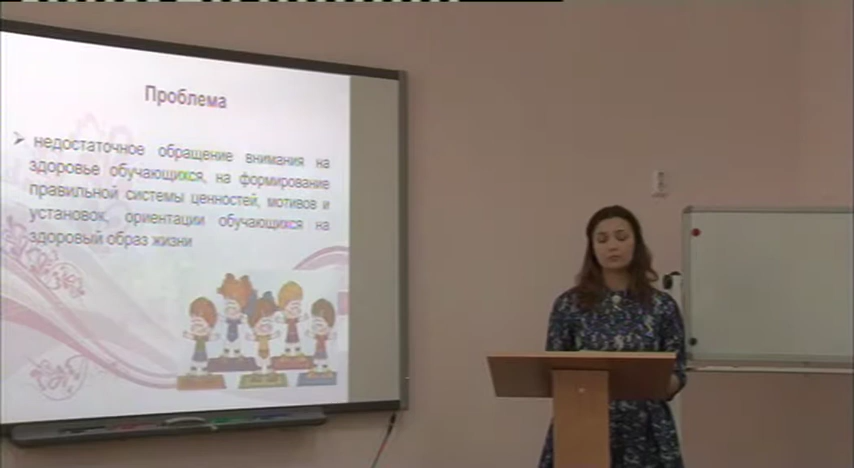 Проблема
➤ недостаточное обращение внимания на
здоровье обучающихся, на формирование
правильной системы ценностей, мотивов и
установок, ориентации обучающихся на
здоровый образ жизни